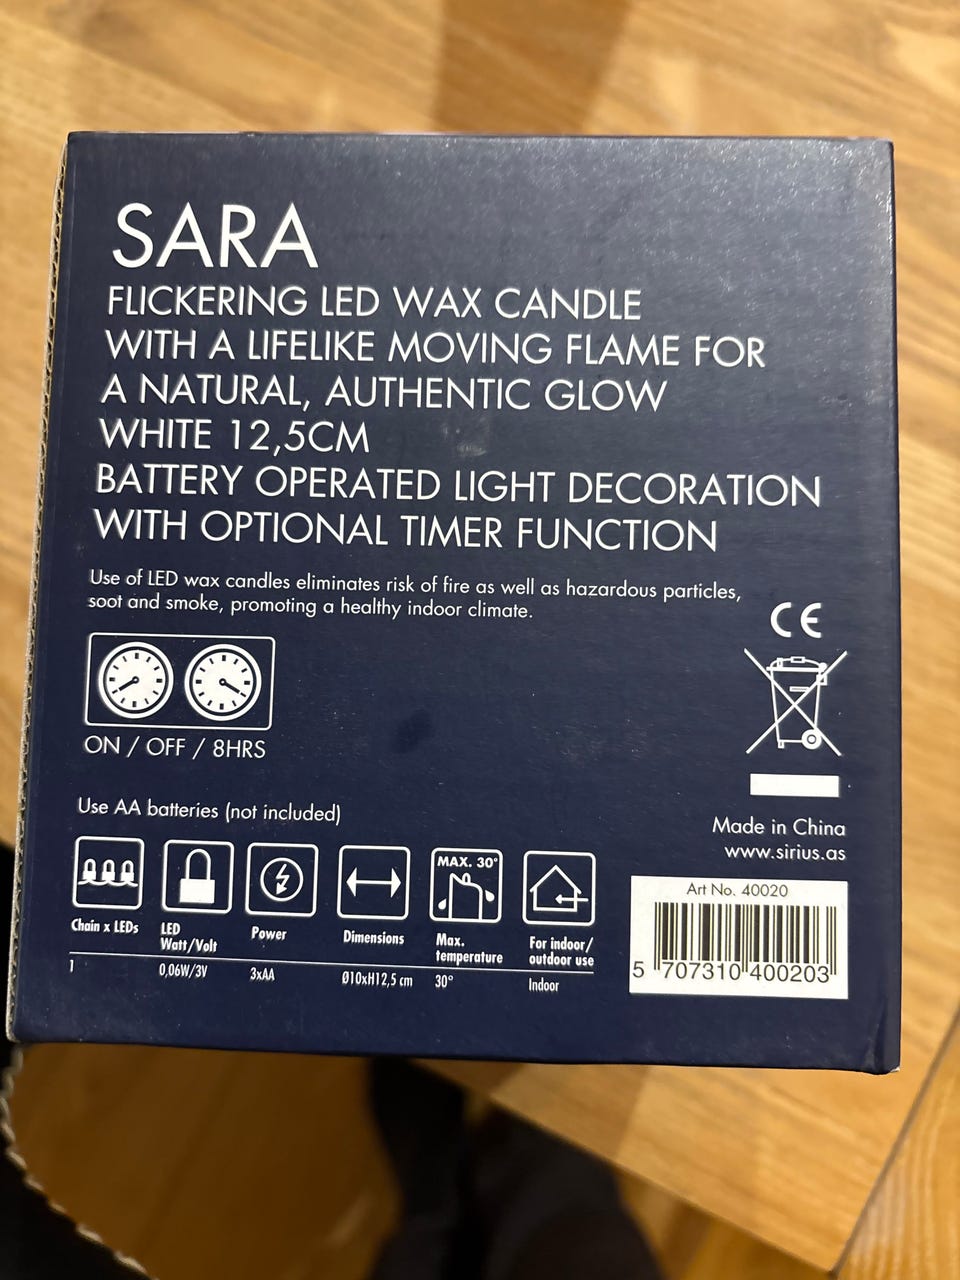 SARA
FLICKERING LED WAX CANDLE
WITH A LIFELIKE MOVING FLAME FOR
A NATURAL, AUTHENTIC GLOW
WHITE 12,5CM
BATTERY OPERATED LIGHT DECORATION
WITH OPTIONAL TIMER FUNCTION
Use of LED wax candles eliminates risk of fire as well as hazardous particles,
soot and smoke, promoting a healthy indoor climate.
CE
ON / OFF / 8HRS
Use AA batteries (not included)
Made in China
www.sirius.as
MAX. 30°
Chain x LEDs
LED
Watt/Volt
Power
Dimensions
Max.
temperature
For indoor/
outdoor use
1
0,06W/3V
3xAA
Ø10xH12,5 cm
30°
Indoor
Art No. 40020
5 707310 400203